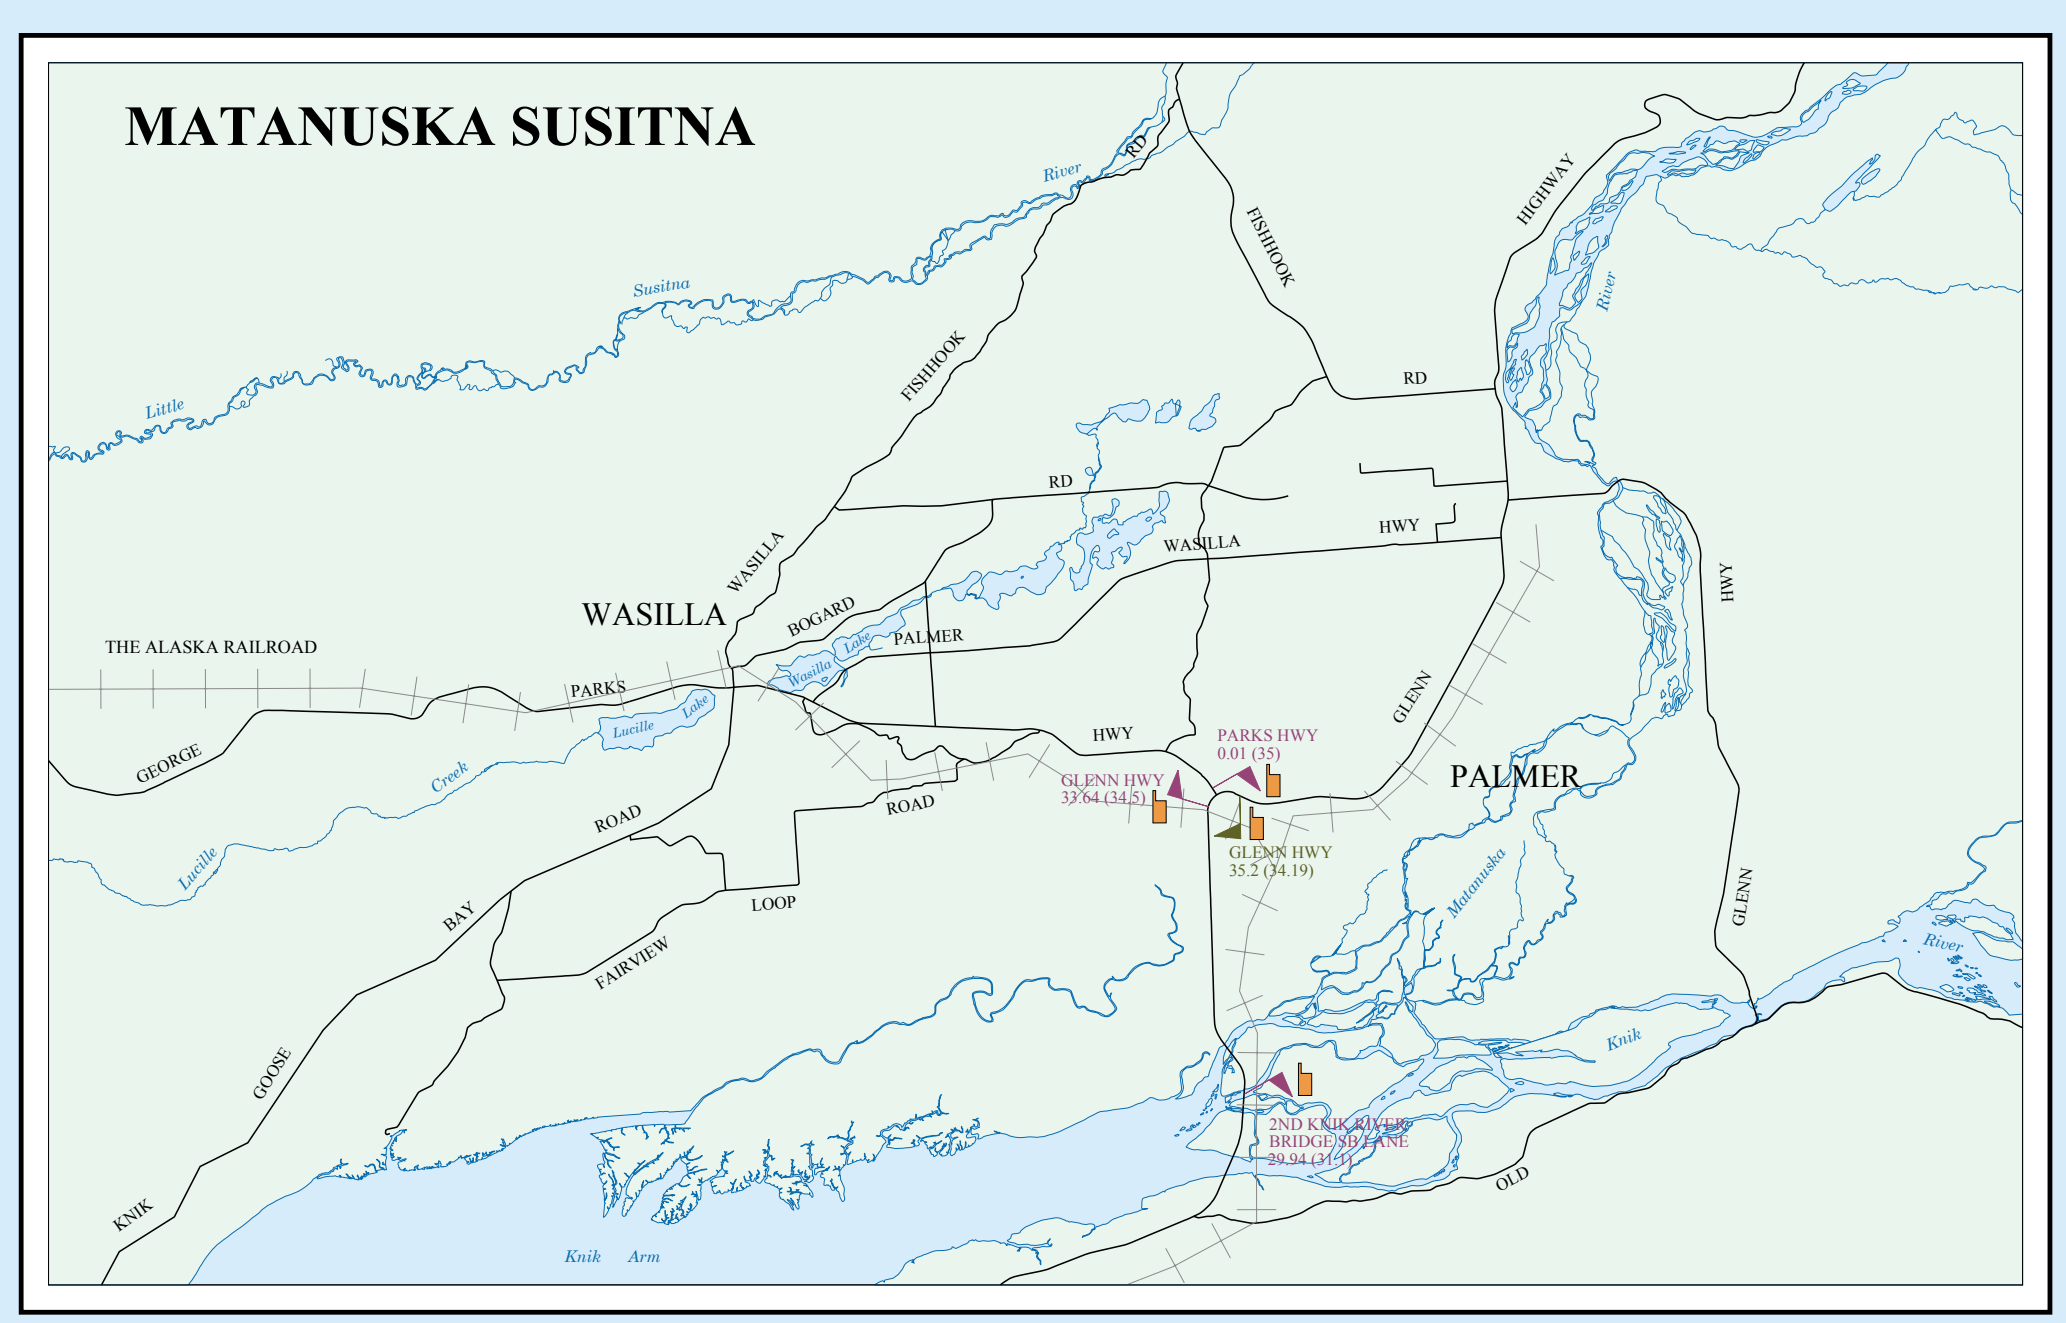 MATANUSKA SUSITNA
RD
River
HIGHWAY
FISHHOOK
Susitna
River
FISHHOOK
RD
Little
RD
HWY
WASILLA
WASILLA
HWY
WASILLA
BOGARD
PALMER
Lake
Wasilla
THE ALASKA RAILROAD
PARKS
Lake
Lucille
GLENN
GEORGE
HWY
PARKS HWY
0.01 (35)
GLENN HWY
33.64 (34.5)
PALMER
Creek
ROAD
ROAD
GLENN HWY
35.2 (34.19)
Lucille
Matanuska
GLENN
LOOP
BAY
FAIRVIEW
River
Knik
GOOSE
2ND KNIK RIVER
BRIDGE SB LANE
29.94 (31.1)
OLD
KNIK
Knik Arm